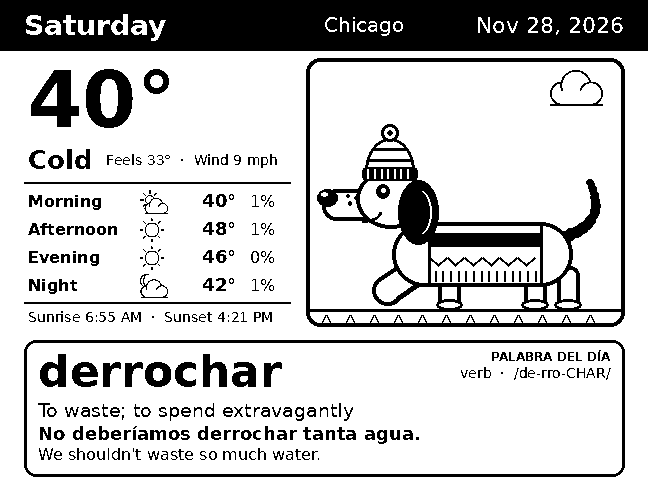 Saturday Chicago Nov 28, 2026
40°
Cold Feels 33° · Wind 9 mph
Morning 40° 1%
Afternoon 48° 1%
Evening 46° 0%
Night 42° 1%
Sunrise 6:55 AM · Sunset 4:21 PM
derrochar
PALABRA DEL DÍA
verb · /de-rro-CHAR/
To waste; to spend extravagantly
No deberíamos derrochar tanta agua.
We shouldn't waste so much water.